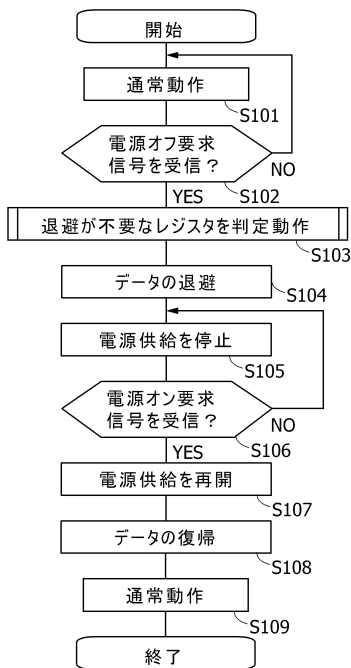 開始
通常動作
S101
電源オフ要求
信号を受信？
NO
S102
YES
退避が不要なレジスタを判定動作
S103
データの退避
S104
電源供給を停止
S105
電源オン要求
信号を受信？
NO
S106
YES
電源供給を再開
S107
データの復帰
S108
通常動作
S109
終了